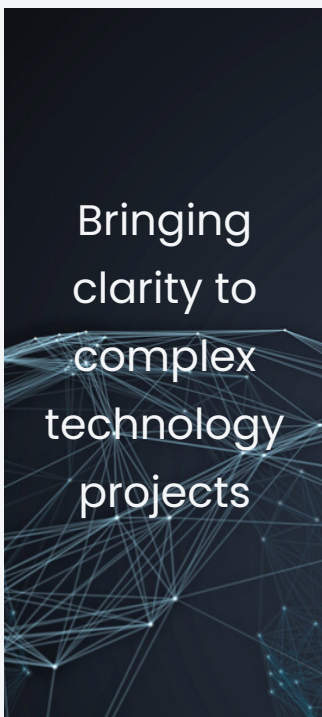 Bringing
clarity to
complex
technology
projects